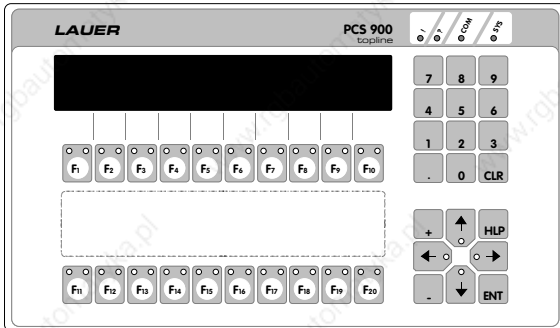 LAUER PCS 900
topline
! ? COM SYS
7 8 9
4 5 6
1 2 3
. 0 CLR
F1 F2 F3 F4 F5 F6 F7 F8 F9 F10
+ HLP
- ENT
F11 F12 F13 F14 F15 F16 F17 F18 F19 F20